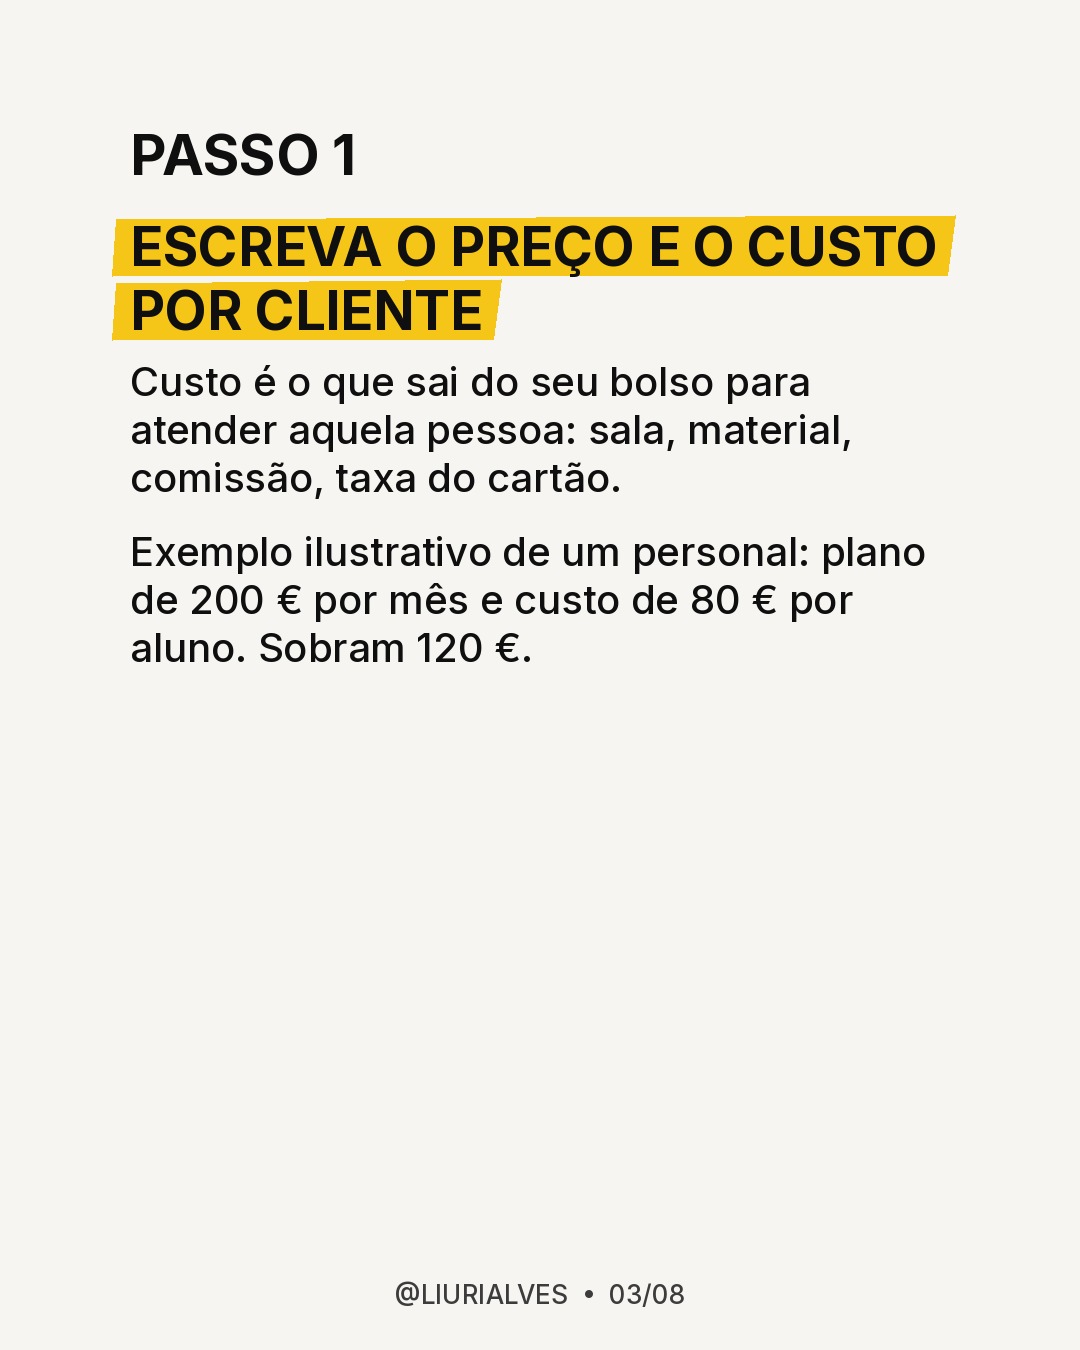 PASSO 1
ESCREVA O PREÇO E O CUSTO
POR CLIENTE
Custo é o que sai do seu bolso para
atender aquela pessoa: sala, material,
comissão, taxa do cartão.
Exemplo ilustrativo de um personal: plano
de 200 € por mês e custo de 80 € por
aluno. Sobram 120 €.
@LIURIALVES • 03/08